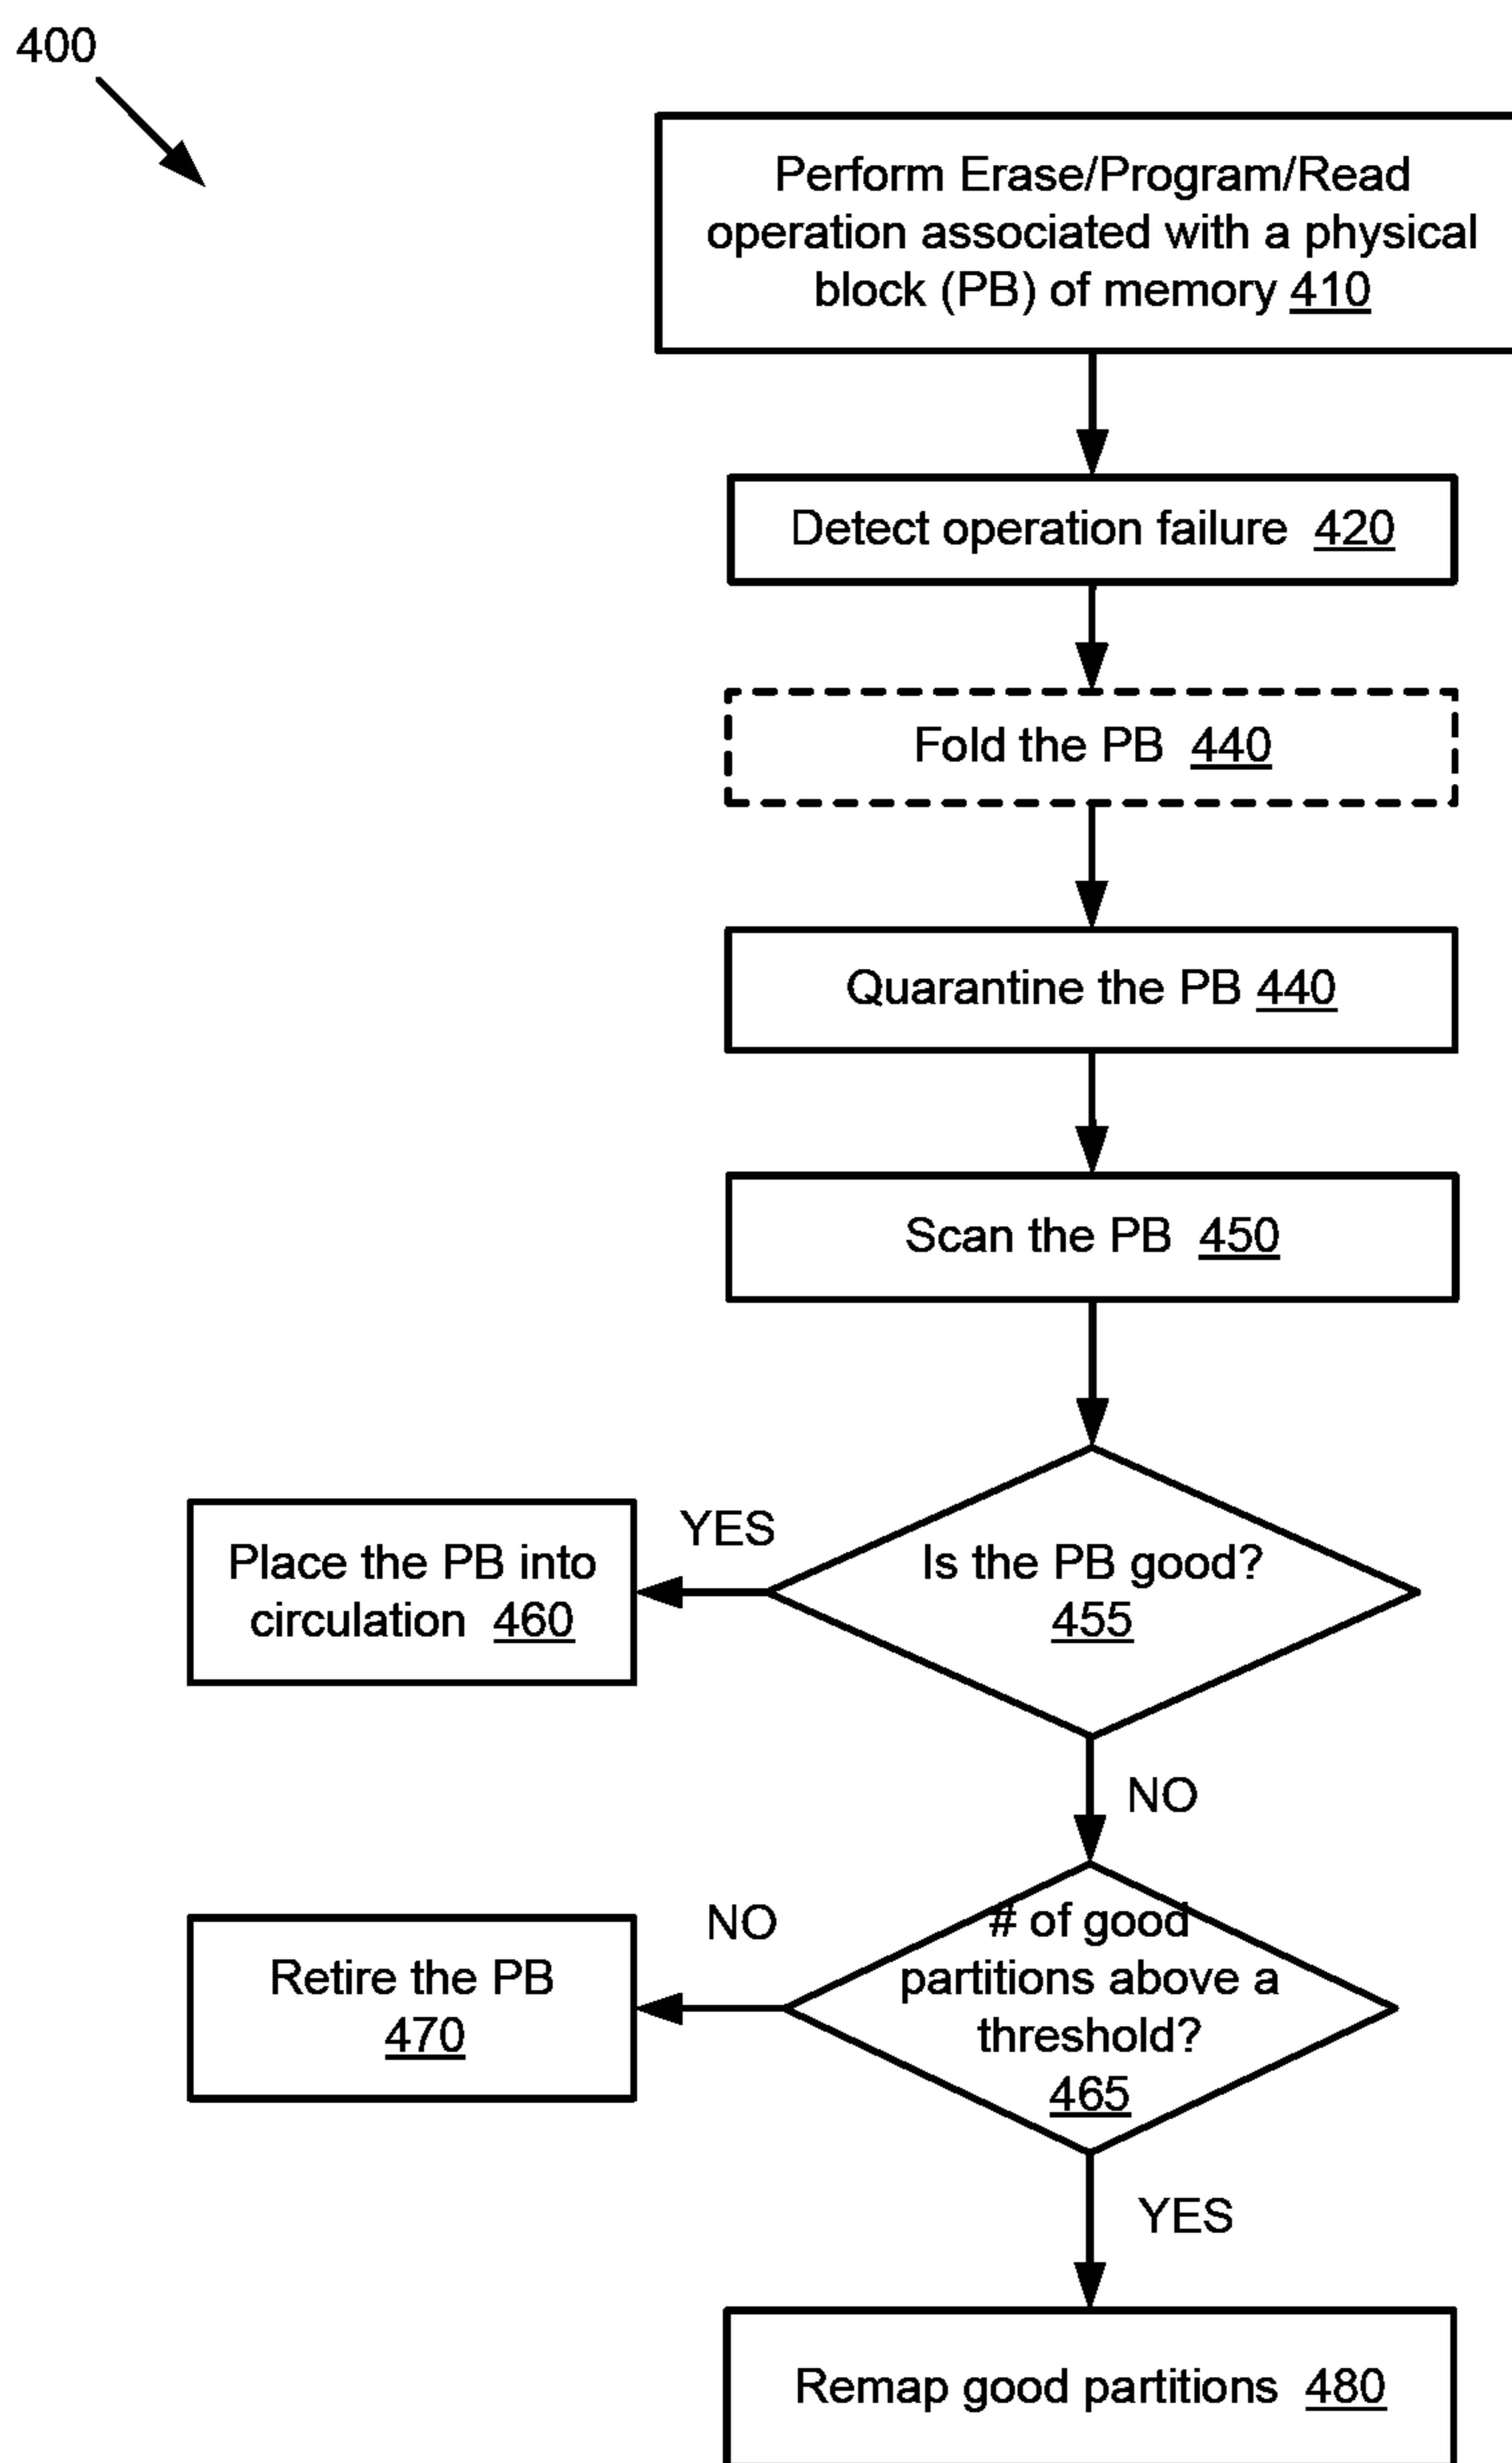 400
Perform Erase/Program/Read
operation associated with a physical
block (PB) of memory 410
Detect operation failure 420
Fold the PB 440
Quarantine the PB 440
Scan the PB 450
YES
Is the PB good?
455
Place the PB into
circulation 460
NO
# of good
partitions above a
threshold?
465
NO
Retire the PB
470
YES
Remap good partitions 480